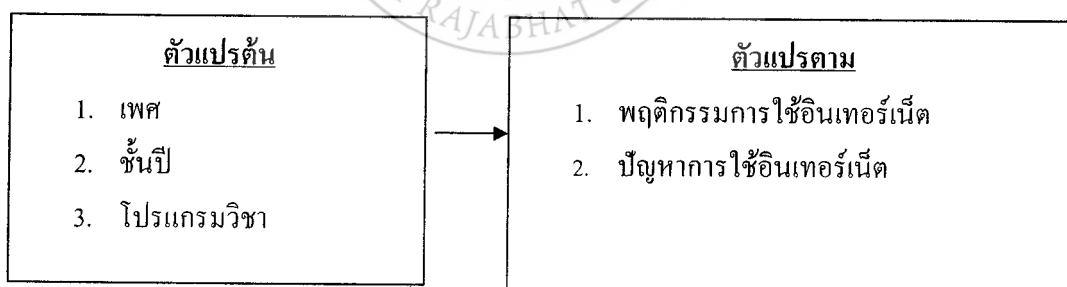 RAJABHAT
ตัวแปรต้น
1. เพศ
2. ชั้นปี
3. โปรแกรมวิชา
ตัวแปรตาม
1. พฤติกรรมการใช้อินเทอร์เน็ต
2. ปัญหาการใช้อินเทอร์เน็ต